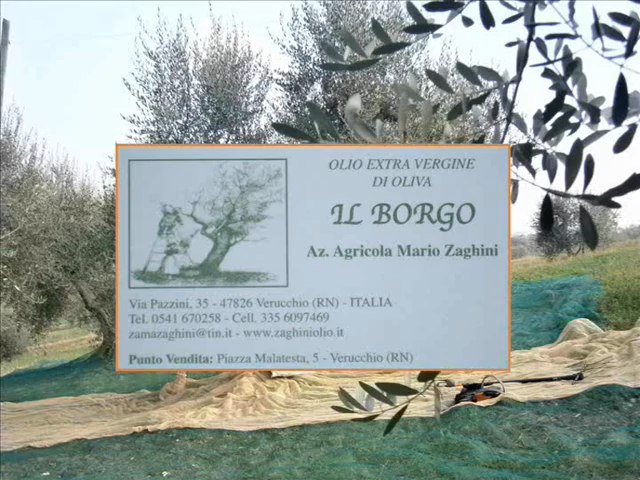 OLIO EXTRA VERGINE
DI OLIVA
IL BORGO
Az. Agricola Mario Zaghini
Via Pazzini, 35 - 47826 Verucchio (RN) - ITALIA
Tel. 0541 670258 - Cell. 335 6097469
zamazaghini@tin.it - www.zaghiniolio.it
Punto Vendita: Piazza Malatesta, 5 - Verucchio (RN)